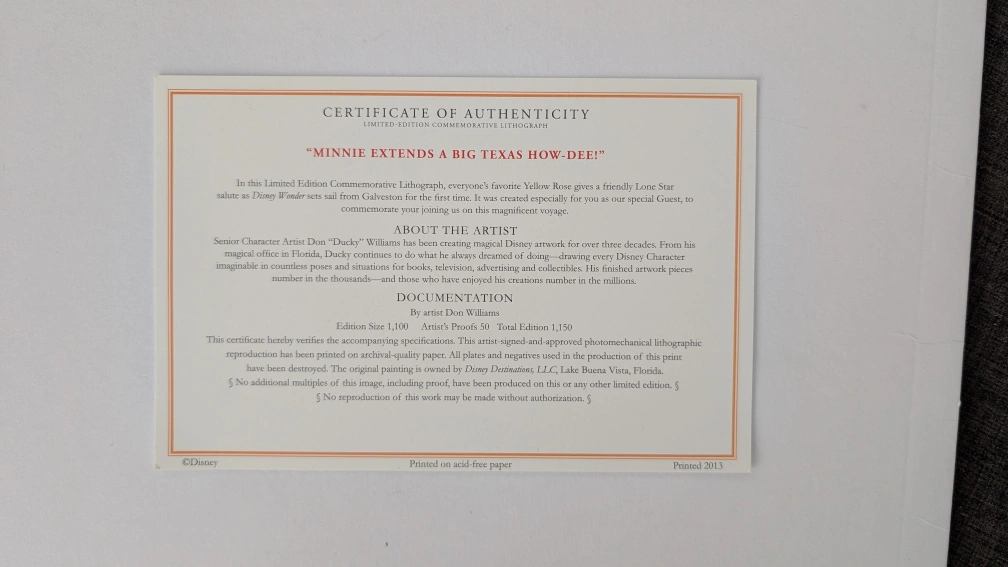 CERTIFICATE OF AUTHENTICITY
LIMITED-EDITION COMMEMORATIVE LITHOGRAPH
“MINNIE EXTENDS A BIG TEXAS HOW-DEE!”
In this Limited Edition Commemorative Lithograph, everyone’s favorite Yellow Rose gives a friendly Lone Star
salute as Disney Wonder sets sail from Galveston for the first time. It was created especially for you as our special Guest, to
commemorate your joining us on this magnificent voyage.
ABOUT THE ARTIST
Senior Character Artist Don “Ducky” Williams has been creating magical Disney artwork for over three decades. From his
magical office in Florida, Ducky continues to do what he always dreamed of doing—drawing every Disney Character
imaginable in countless poses and situations for books, television, advertising and collectibles. His finished artwork pieces
number in the thousands—and those who have enjoyed his creations number in the millions.
DOCUMENTATION
By artist Don Williams
Edition Size 1,100 Artist’s Proofs 50 Total Edition 1,150
This certificate hereby verifies the accompanying specifications. This artist-signed-and-approved photomechanical lithographic
reproduction has been printed on archival-quality paper. All plates and negatives used in the production of this print
have been destroyed. The original painting is owned by Disney Destinations, LLC, Lake Buena Vista, Florida.
§ No additional multiples of this image, including proof, have been produced on this or any other limited edition. §
§ No reproduction of this work may be made without authorization. §
©Disney Printed on acid-free paper Printed 2013